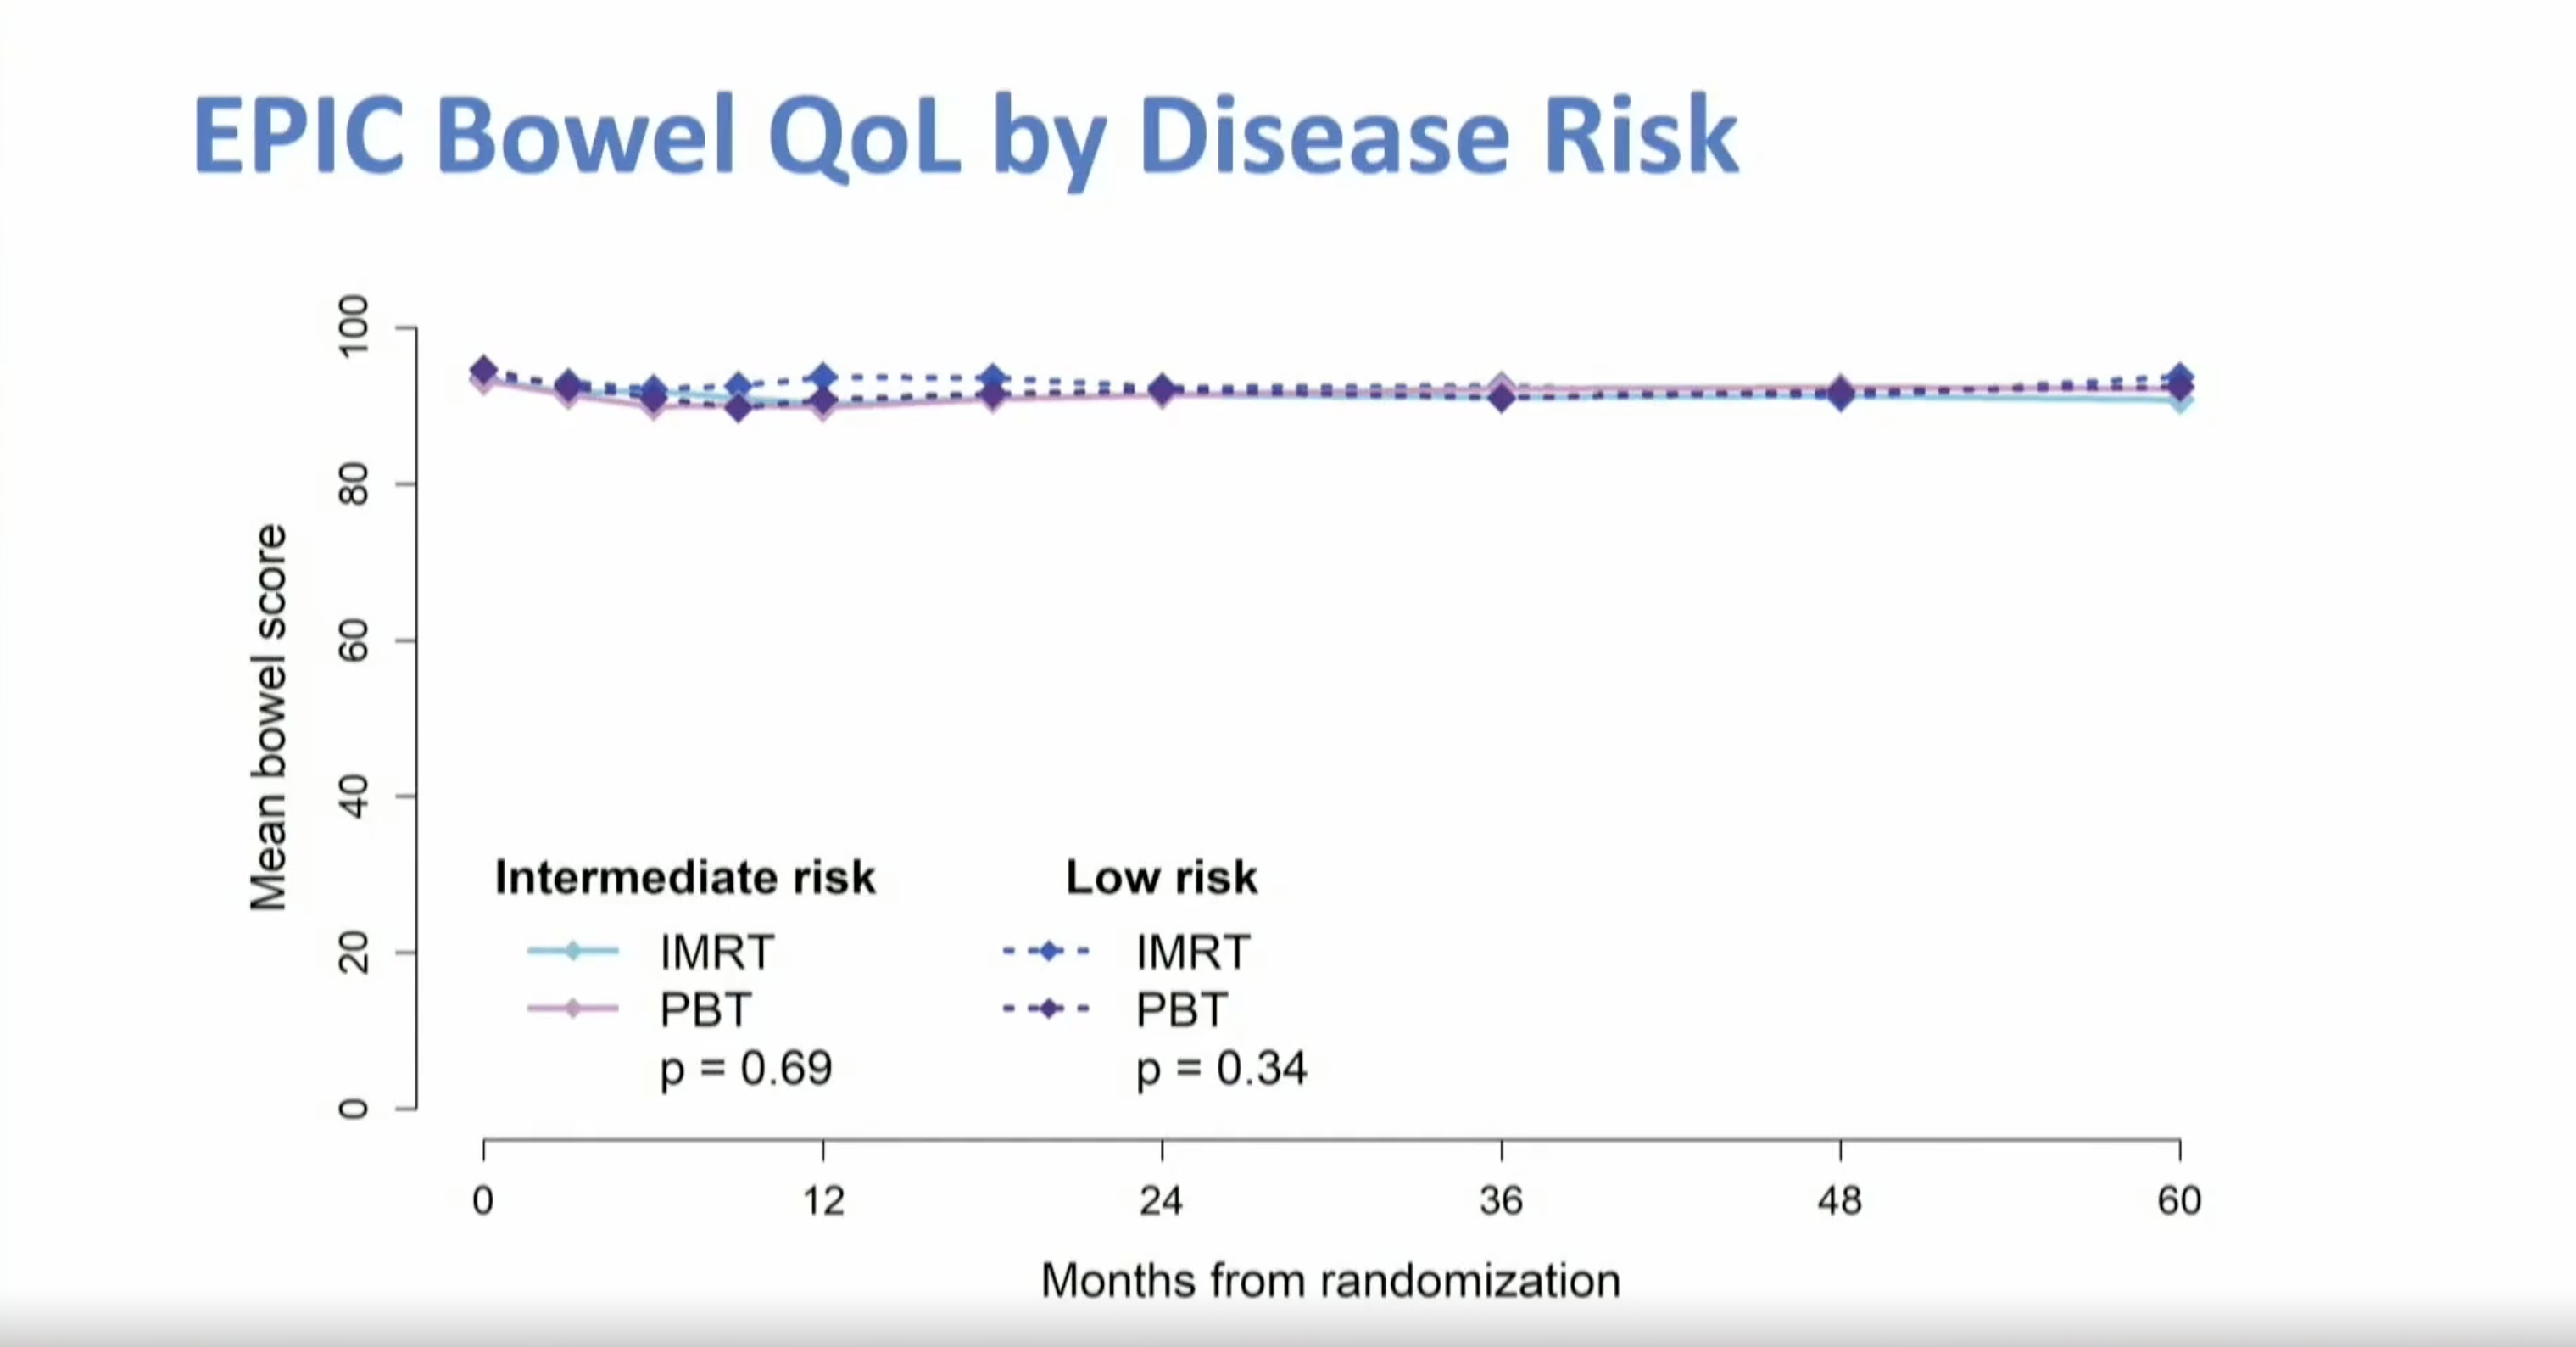 EPIC Bowel QoL by Disease Risk
100
80
60
40
20
0
Mean bowel score
Intermediate risk
IMRT
PBT
p = 0.69
Low risk
IMRT
PBT
p = 0.34
0 12 24 36 48 60
Months from randomization